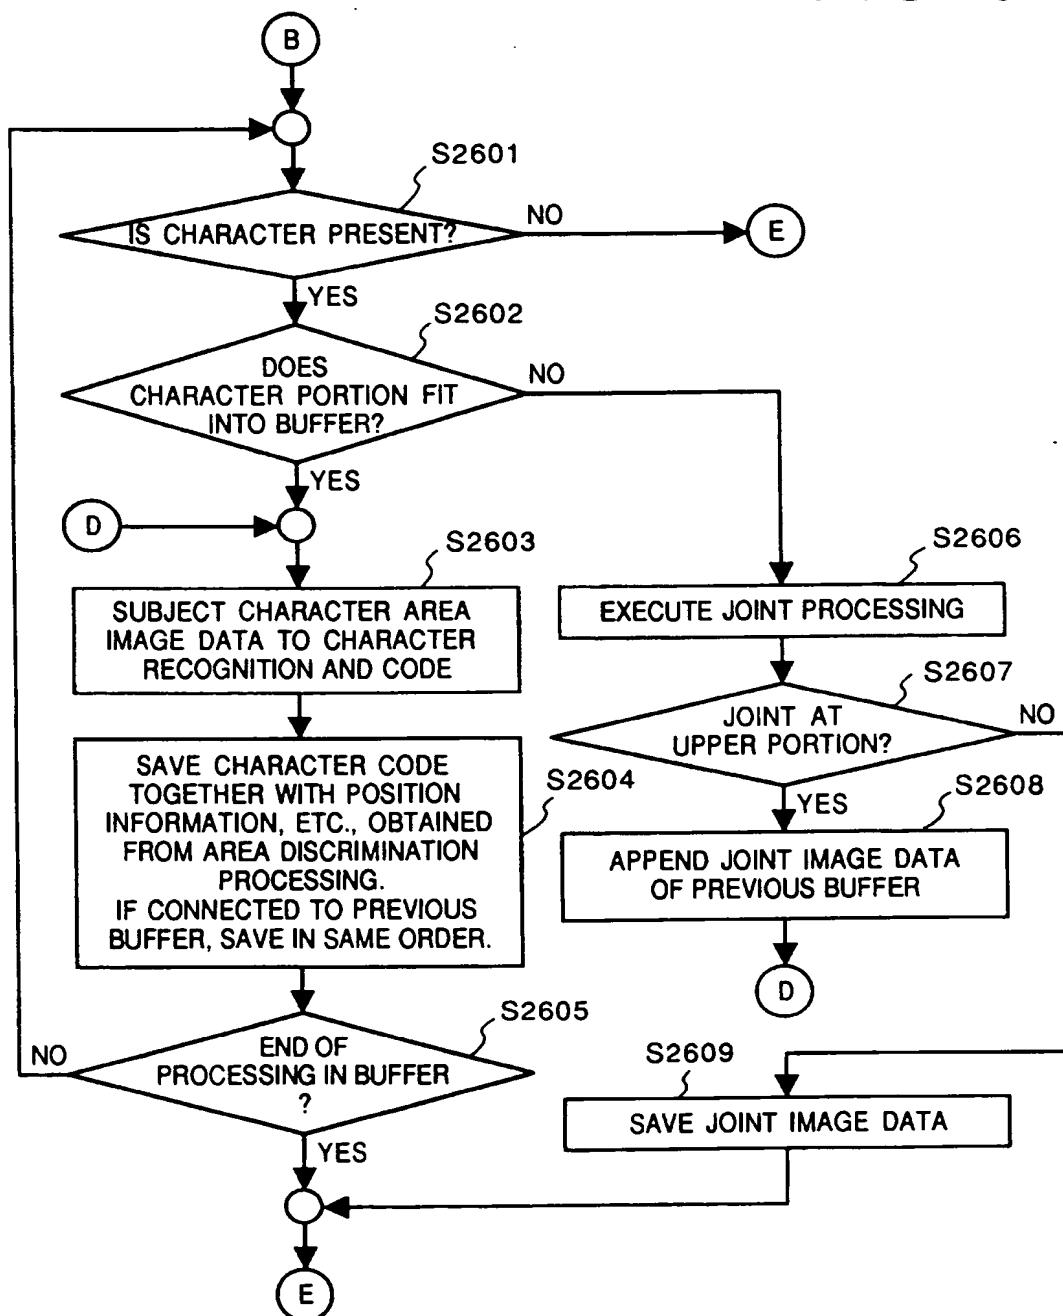 B
S2601
IS CHARACTER PRESENT?
NO
E
YES
S2602
DOES
CHARACTER PORTION FIT
INTO BUFFER?
NO
YES
D
S2603
SUBJECT CHARACTER AREA
IMAGE DATA TO CHARACTER
RECOGNITION AND CODE
S2606
EXECUTE JOINT PROCESSING
S2607
JOINT AT
UPPER PORTION?
NO
YES
S2604
SAVE CHARACTER CODE
TOGETHER WITH POSITION
INFORMATION, ETC., OBTAINED
FROM AREA DISCRIMINATION
PROCESSING.
IF CONNECTED TO PREVIOUS
BUFFER, SAVE IN SAME ORDER.
S2608
APPEND JOINT IMAGE DATA
OF PREVIOUS BUFFER
D
S2605
END OF
PROCESSING IN BUFFER
?
NO
YES
S2609
SAVE JOINT IMAGE DATA
E